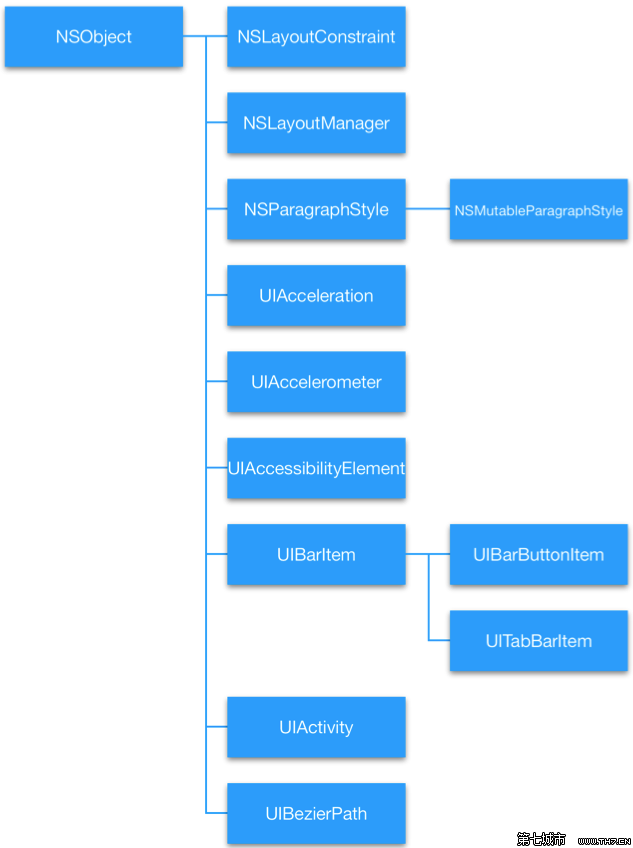 NSObject
NSLayoutConstraint
NSLayoutManager
NSParagraphStyle
NSMutableParagraphStyle
UIAcceleration
UIAccelerometer
UIAccessibilityElement
UIBarItem
UIBarButtonItem
UITabBarItem
UIActivity
UIBezierPath
第七城市 WWW.TH7.CN